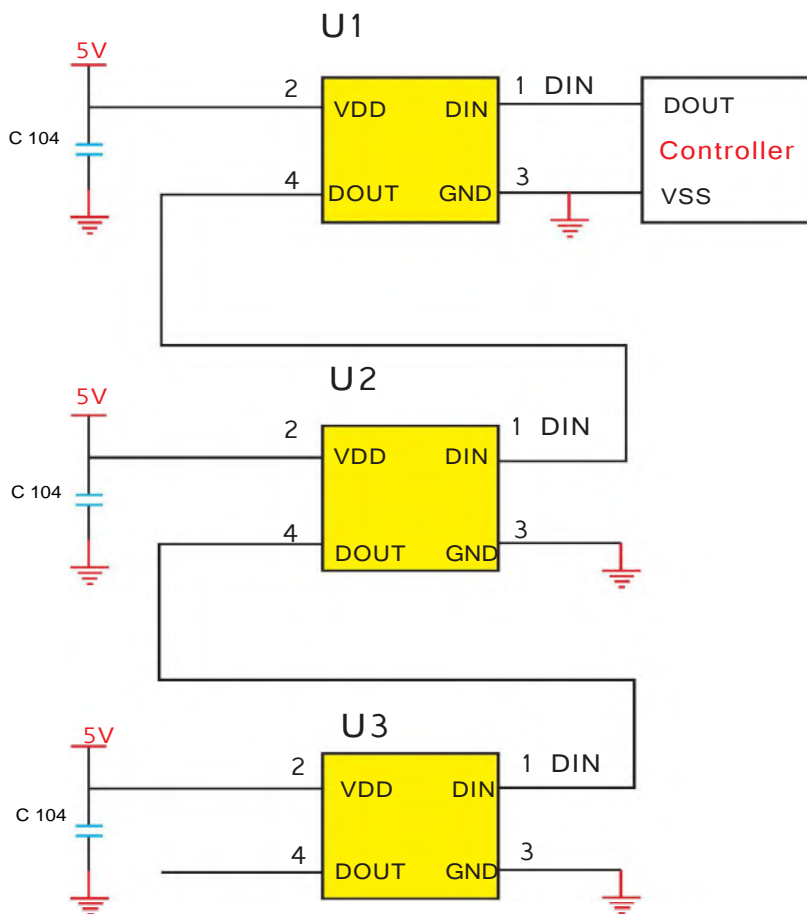 U1
5V
2
1 DIN
VDD
DIN
DOUT
C 104
Controller
4
3
DOUT
GND
VSS
U2
5V
2
1 DIN
VDD
DIN
C 104
4
3
DOUT
GND
U3
5V
2
1 DIN
VDD
DIN
C 104
4
3
DOUT
GND